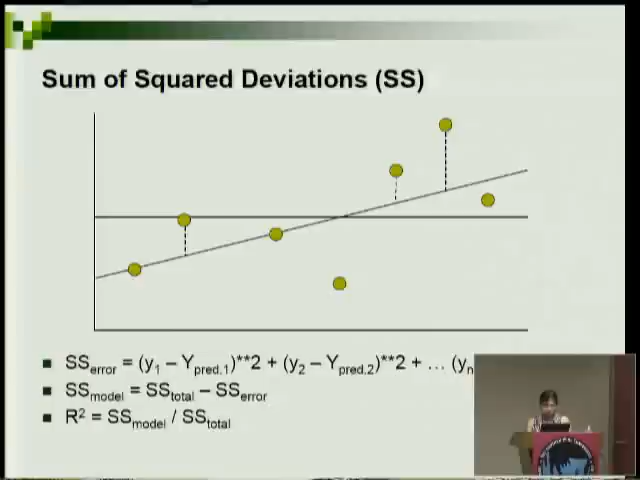 Sum of Squared Deviations (SS)
SS_error = (y_1 – Y_pred.1)**2 + (y_2 – Y_pred.2)**2 + … (y_n
SS_model = SS_total – SS_error
R² = SS_model / SS_total